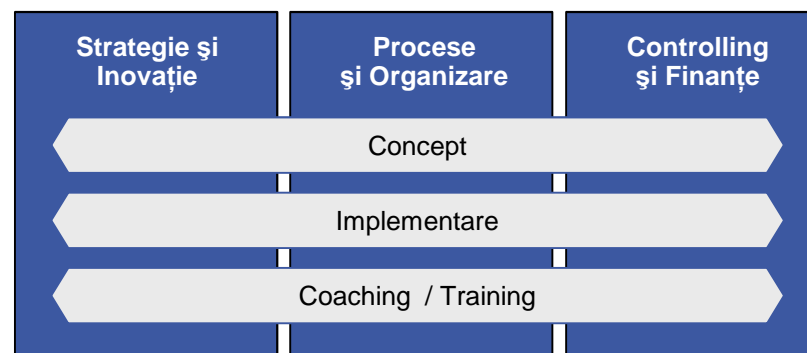 Strategie şi
Inovație
Procese
şi Organizare
Controlling
şi Finanțe
Concept
Implementare
Coaching / Training